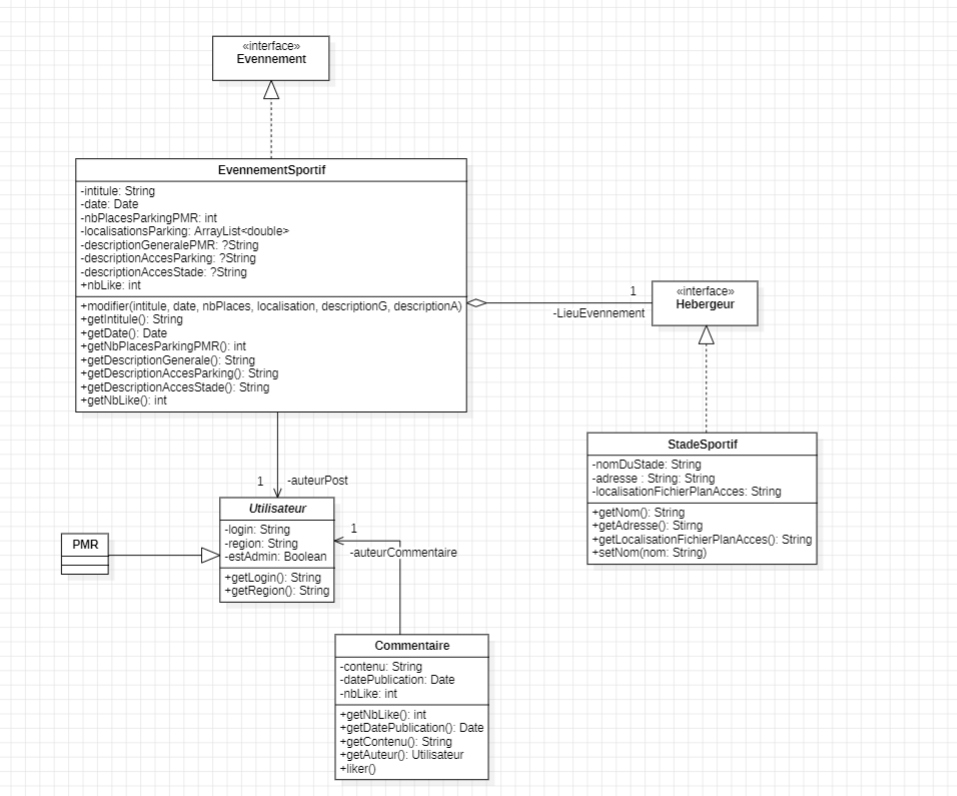 «interface»
Evennement
EvennementSportif
-intitule: String
-date: Date
-nbPlacesParkingPMR: int
-localisationsParking: ArrayList<double>
-descriptionGeneralePMR: ?String
-descriptionAccesParking: ?String
-descriptionAccesStade: ?String
+nbLike: int
+modifier(intitule, date, nbPlaces, localisation, descriptionG, descriptionA)
+getIntitule(): String
+getDate(): Date
+getNbPlacesParkingPMR(): int
+getDescriptionGenerale(): String
+getDescriptionAccesParking(): String
+getDescriptionAccesStade(): String
+getNbLike(): int
1
-LieuEvennement
«interface»
Hebergeur
StadeSportif
-nomDuStade: String
-adresse : String: String
-localisationFichierPlanAcces: String
+getNom(): String
+getAdresse(): Stirng
+getLocalisationFichierPlanAcces(): String
+setNom(nom: String)
1
-auteurPost
Utilisateur
-login: String
-region: String
-estAdmin: Boolean
+getLogin(): String
+getRegion(): String
PMR
1
-auteurCommentaire
Commentaire
-contenu: String
-datePublication: Date
-nbLike: int
+getNbLike(): int
+getDatePublication(): Date
+getContenu(): String
+getAuteur(): Utilisateur
+liker()